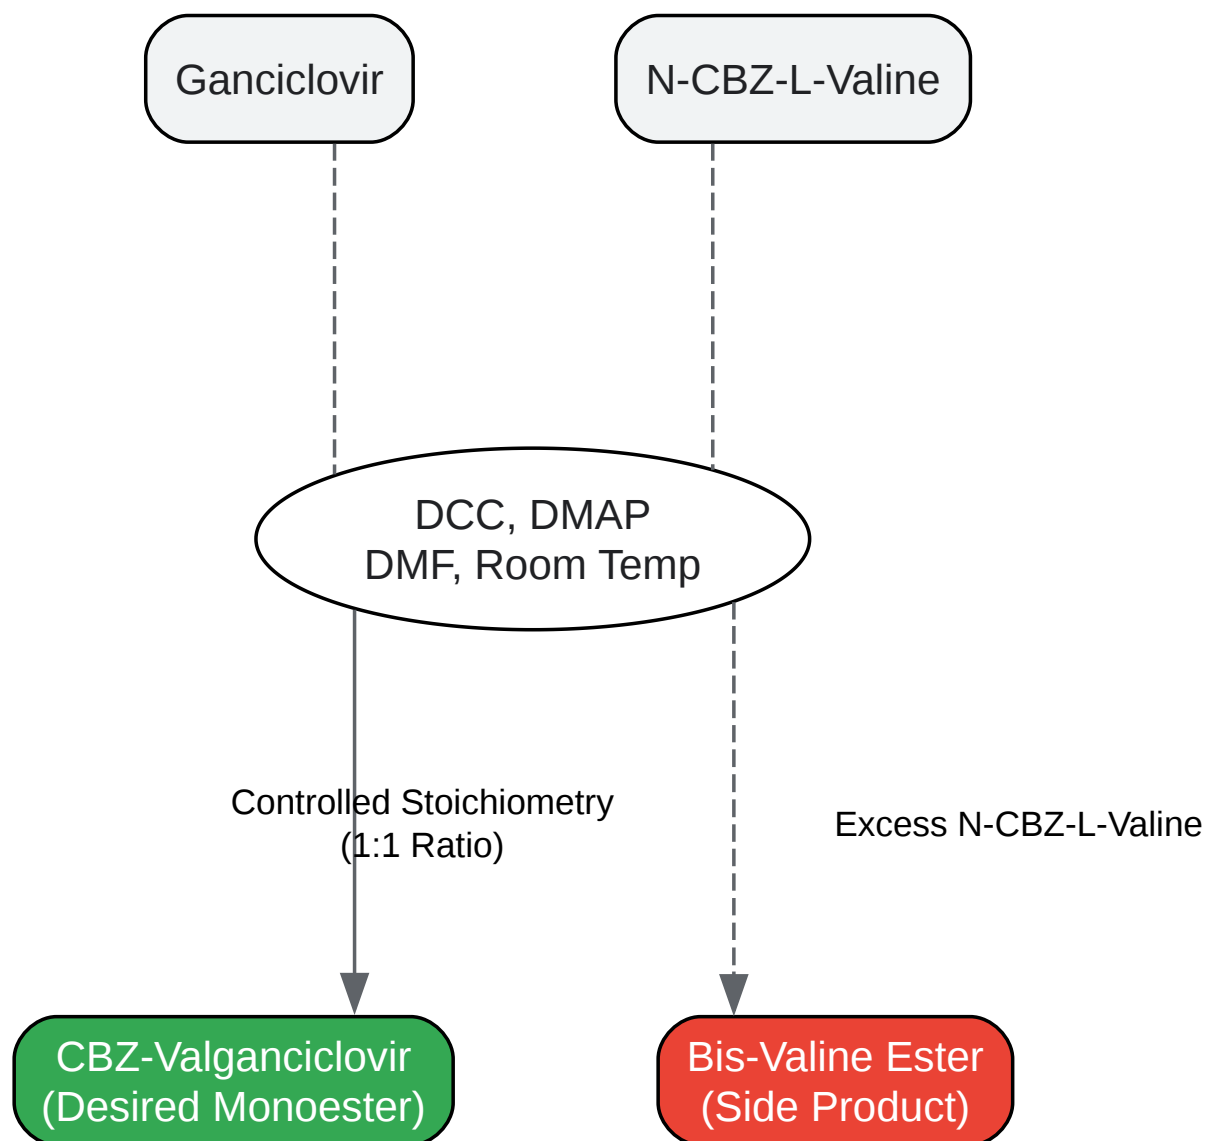 Ganciclovir
N-CBZ-L-Valine
DCC, DMAP
DMF, Room Temp
Controlled Stoichiometry
(1:1 Ratio)
Excess N-CBZ-L-Valine
CBZ-Valganciclovir
(Desired Monoester)
Bis-Valine Ester
(Side Product)